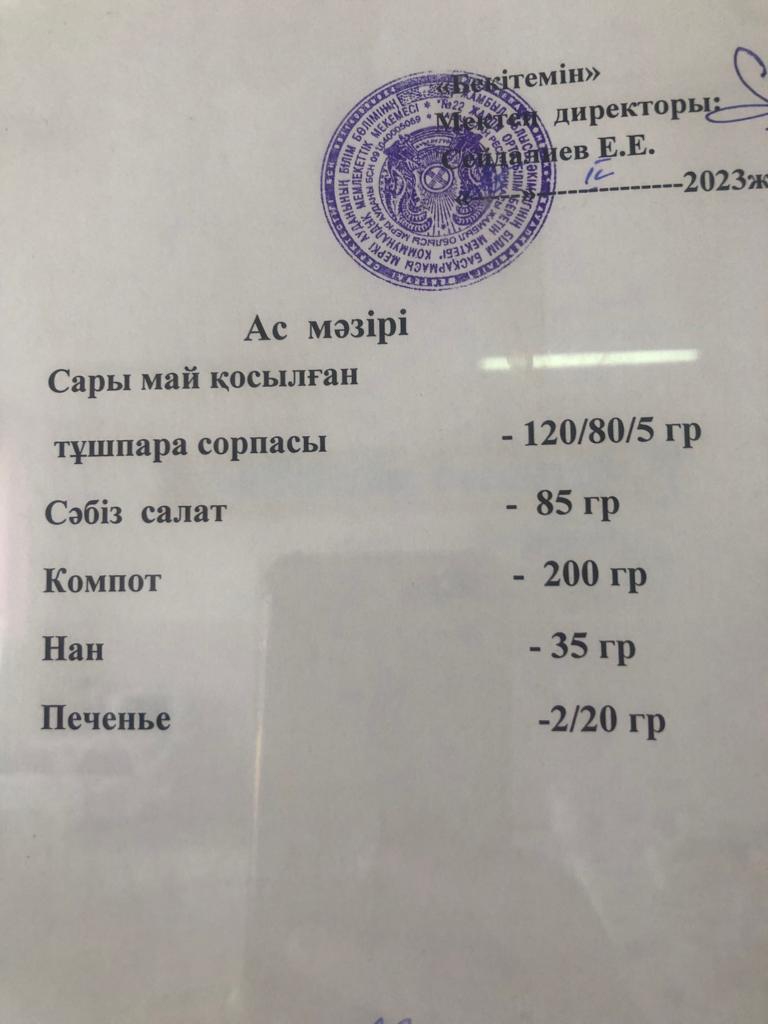 «Бекітемін»
Мектеп директоры:
Сейдалиев Е.Е.
«-----»--------------2023ж
Ас мәзірі
Сары май қосылған
тұшпара сорпасы - 120/80/5 гр
Сәбіз салат - 85 гр
Компот - 200 гр
Нан - 35 гр
Печенье -2/20 гр